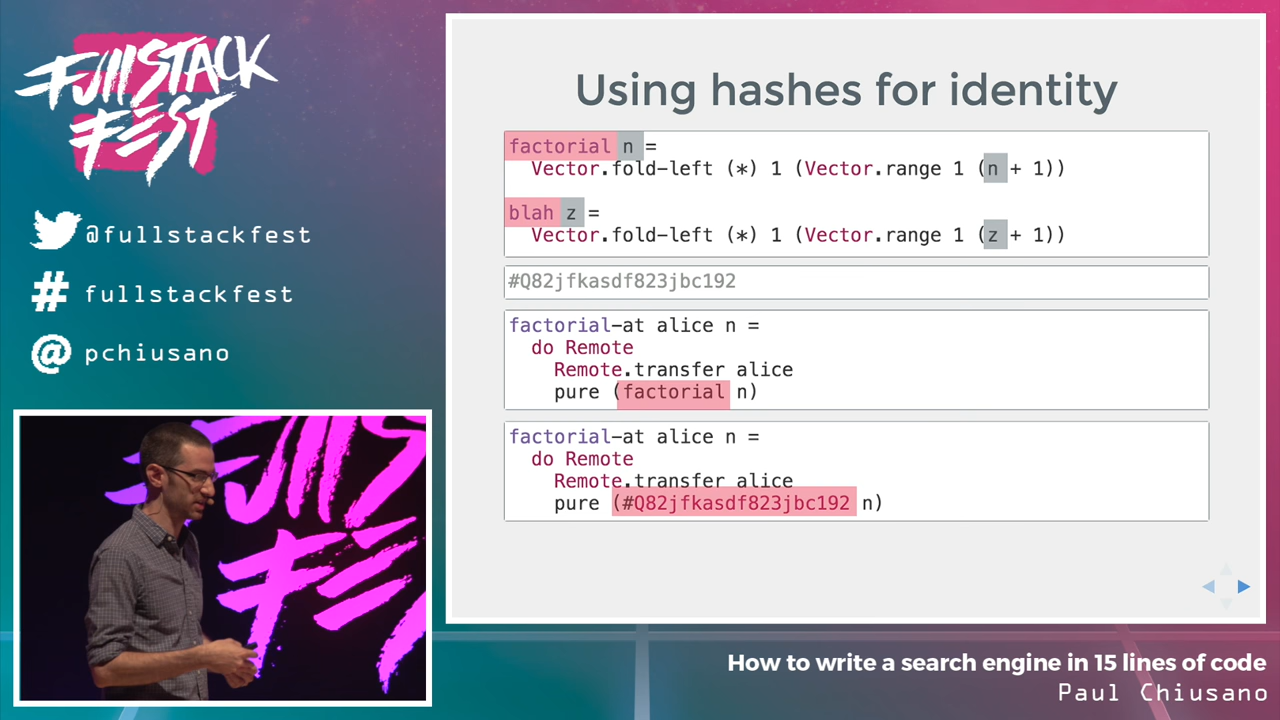 FullStack
Fest
@fullstackfest
# fullstackfest
@ pchiusano
Using hashes for identity
factorial n =
Vector.fold-left (*) 1 (Vector.range 1 (n + 1))
blah z =
Vector.fold-left (*) 1 (Vector.range 1 (z + 1))
#Q82jfkasdf823jbc192
factorial-at alice n =
do Remote
Remote.transfer alice
pure (factorial n)
factorial-at alice n =
do Remote
Remote.transfer alice
pure (#Q82jfkasdf823jbc192 n)
How to write a search engine in 15 lines of code
Paul Chiusano